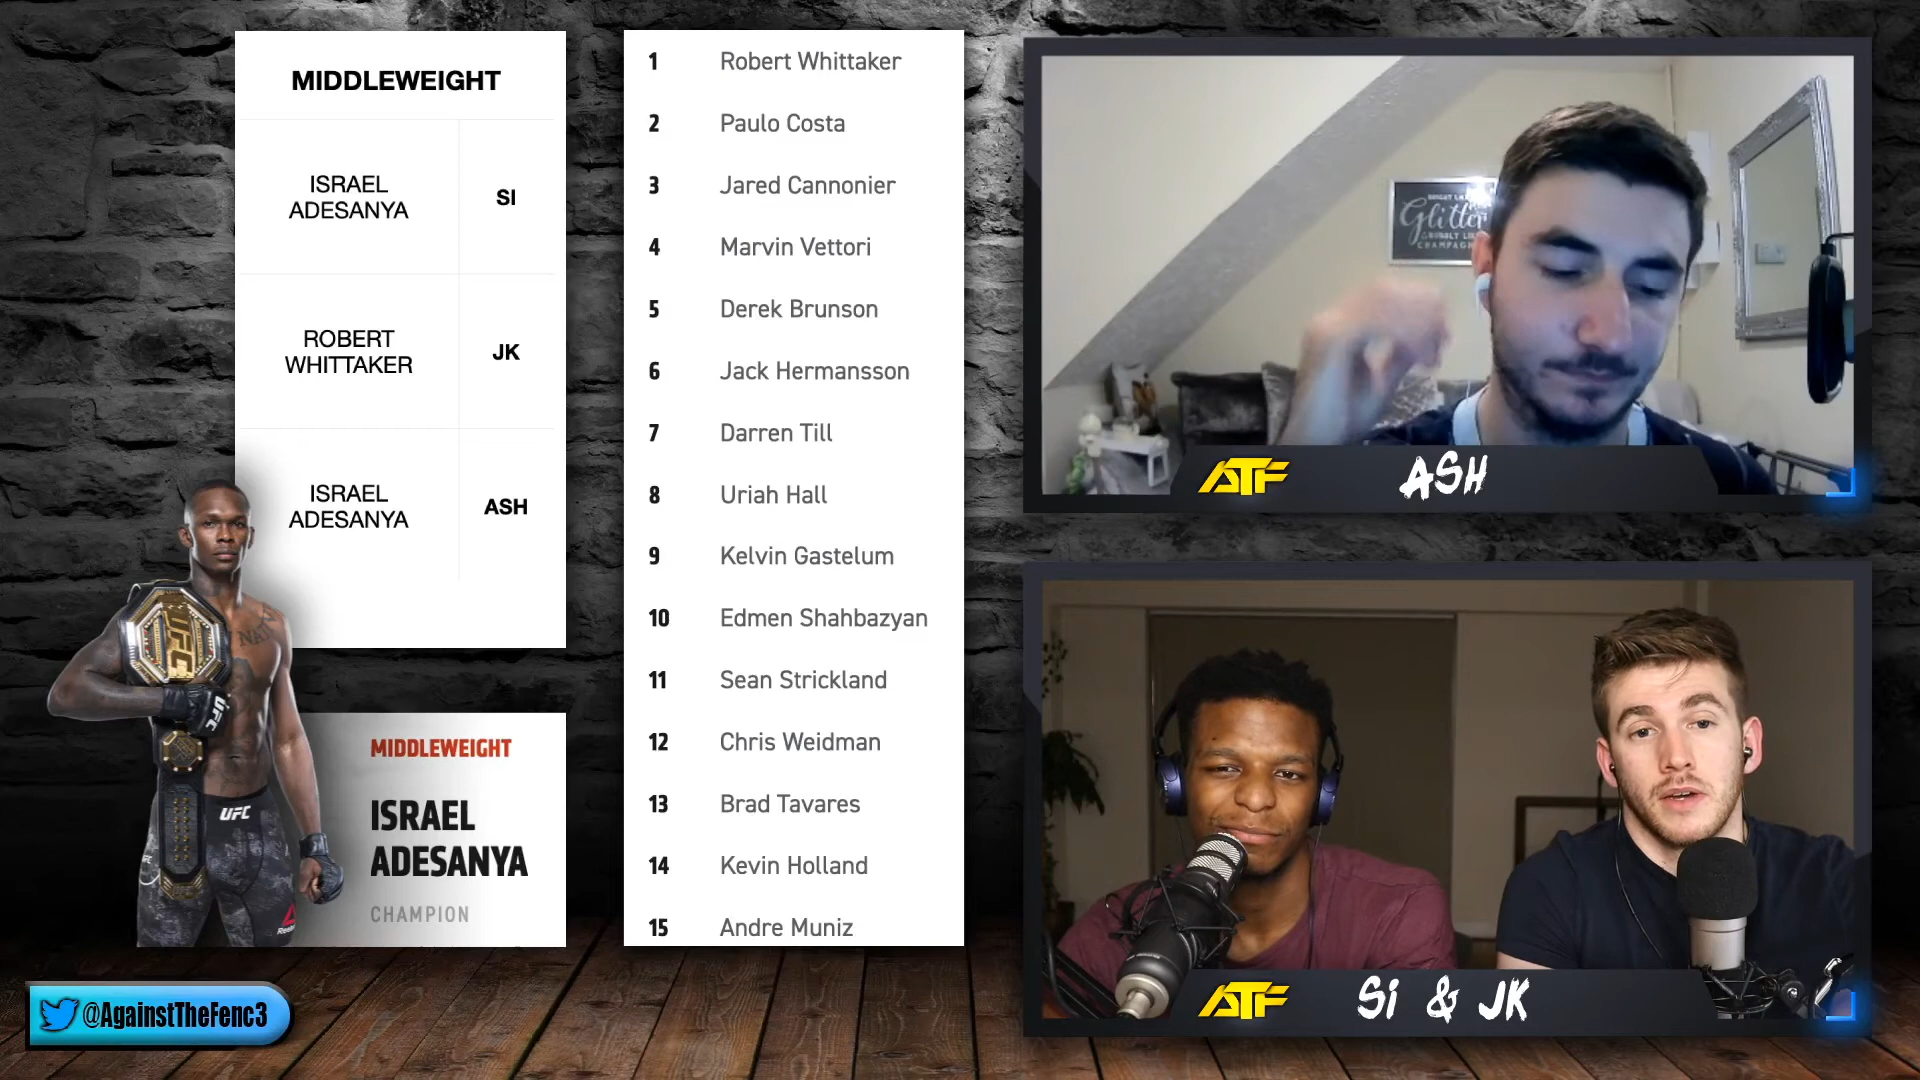 MIDDLEWEIGHT
ISRAEL
ADESANYA
SI
ROBERT
WHITTAKER
JK
ISRAEL
ADESANYA
ASH
UFC
UFC
UFC
MIDDLEWEIGHT
ISRAEL
ADESANYA
CHAMPION
@AgainstTheFenc3
1 Robert Whittaker
2 Paulo Costa
3 Jared Cannonier
4 Marvin Vettori
5 Derek Brunson
6 Jack Hermansson
7 Darren Till
8 Uriah Hall
9 Kelvin Gastelum
10 Edmen Shahbazyan
11 Sean Strickland
12 Chris Weidman
13 Brad Tavares
14 Kevin Holland
15 Andre Muniz
Glitter
ATF ASH
ATF Si & JK